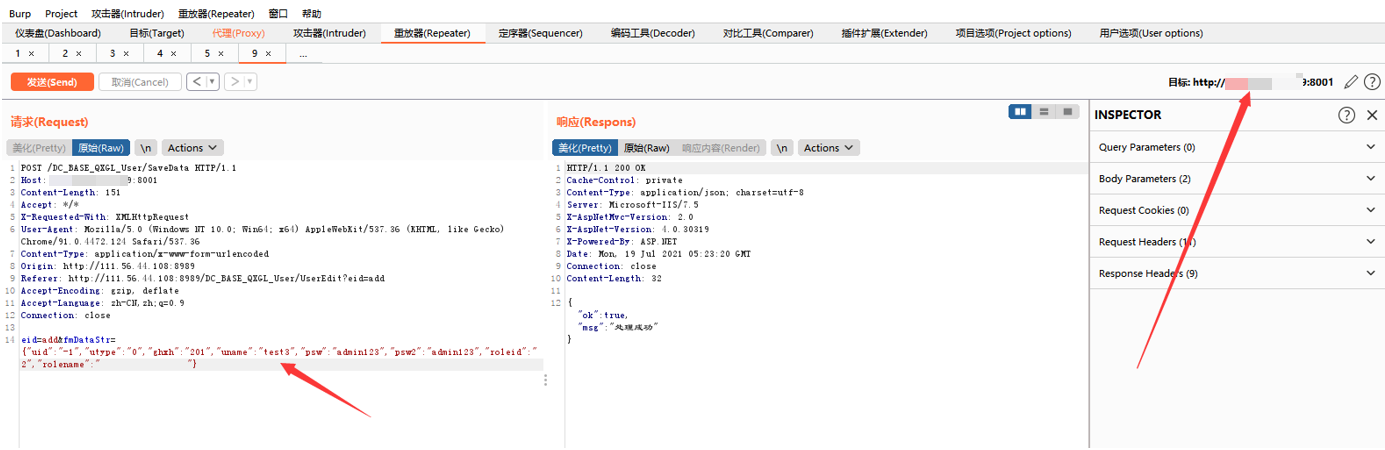 Burp Project 攻击器(Intruder) 重放器(Repeater) 窗口 帮助
仪表盘(Dashboard) 目标(Target) 代理(Proxy) 攻击器(Intruder) 重放器(Repeater) 定序器(Sequencer) 编码工具(Decoder) 对比工具(Comparer) 插件扩展(Extender) 项目选项(Project options) 用户选项(User options)
1 × 2 × 3 × 4 × 5 × 9 × ...
发送(Send) 取消(Cancel) < ▼ > ▼ 目标: http:// 9:8001
请求(Request)
美化(Pretty) 原始(Raw) \n Actions
1 POST /DC_BASE_QXGL_User/SaveData HTTP/1.1
2 Host: 9:8001
3 Content-Length: 151
4 Accept: */*
5 X-Requested-With: XMLHttpRequest
6 User-Agent: Mozilla/5.0 (Windows NT 10.0; Win64; x64) AppleWebKit/537.36 (KHTML, like Gecko)
Chrome/91.0.4472.124 Safari/537.36
7 Content-Type: application/x-www-form-urlencoded
8 Origin: http://111.56.44.108:8989
9 Referer: http://111.56.44.108:8989/DC_BASE_QXGL_User/UserEdit?eid=add
10 Accept-Encoding: gzip, deflate
11 Accept-Language: zh-CN,zh;q=0.9
12 Connection: close
13
14 eid=add&fmDataStr=
{"uid":"-1","utype":"0","ghxh":"201","uname":"test3","psw":"admin123","psw2":"admin123","roleid":"
2","rolename":" "}
响应(Respons)
美化(Pretty) 原始(Raw) 响应内容(Render) \n Actions
1 HTTP/1.1 200 OK
2 Cache-Control: private
3 Content-Type: application/json; charset=utf-8
4 Server: Microsoft-IIS/7.5
5 X-AspNetMvc-Version: 2.0
6 X-AspNet-Version: 4.0.30319
7 X-Powered-By: ASP.NET
8 Date: Mon, 19 Jul 2021 05:23:20 GMT
9 Connection: close
10 Content-Length: 32
11
12 {
"ok":true,
"msg":"处理成功"
}
INSPECTOR
Query Parameters (0)
Body Parameters (2)
Request Cookies (0)
Request Headers (11)
Response Headers (9)